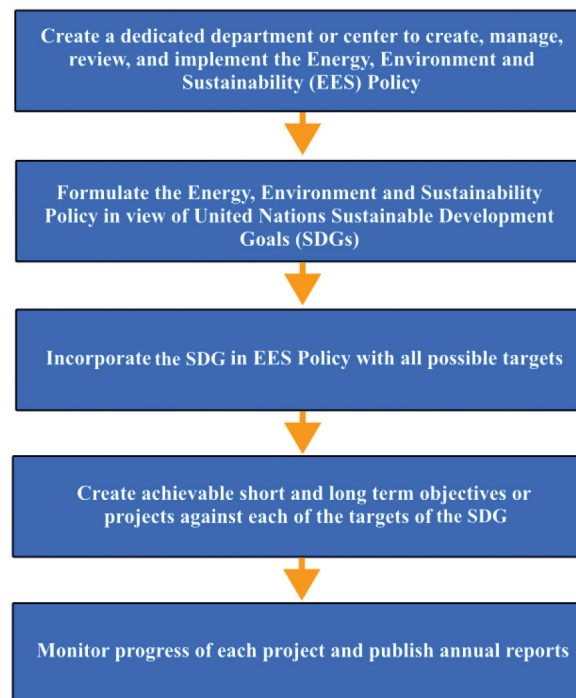 Create a dedicated department or center to create, manage,
review, and implement the Energy, Environment and
Sustainability (EES) Policy
Formulate the Energy, Environment and Sustainability
Policy in view of United Nations Sustainable Development
Goals (SDGs)
Incorporate the SDG in EES Policy with all possible targets
Create achievable short and long term objectives or
projects against each of the targets of the SDG
Monitor progress of each project and publish annual reports